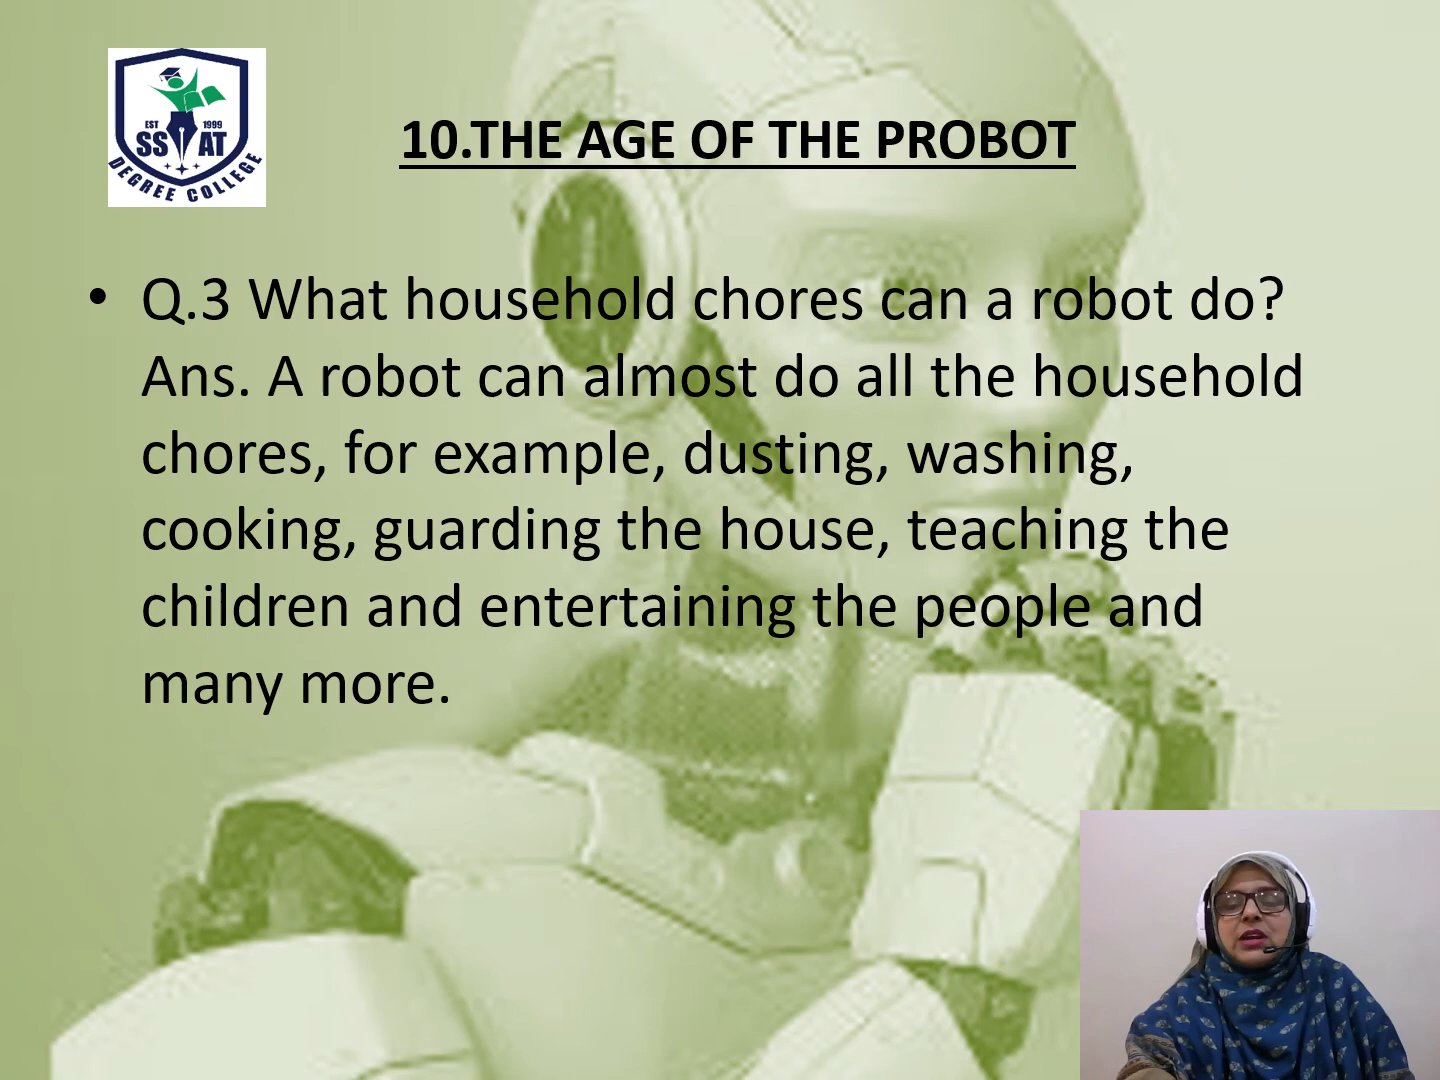 EST 1999
SS AT
DEGREE COLLEGE
10.THE AGE OF THE PROBOT
• Q.3 What household chores can a robot do?
Ans. A robot can almost do all the household
chores, for example, dusting, washing,
cooking, guarding the house, teaching the
children and entertaining the people and
many more.